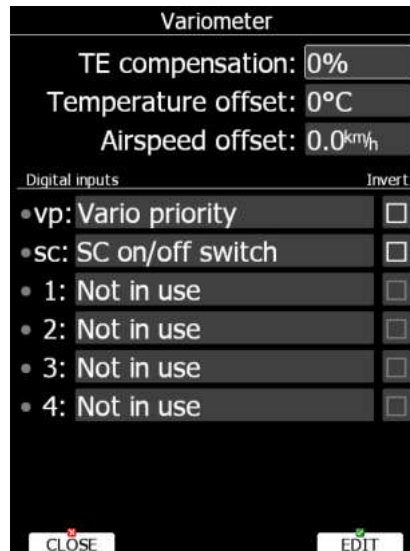 Variometer
TE compensation: 0%
Temperature offset: 0°C
Airspeed offset: 0.0km/h
Digital inputs Invert
vp: Vario priority
sc: SC on/off switch
1: Not in use
2: Not in use
3: Not in use
4: Not in use
CLOSE EDIT